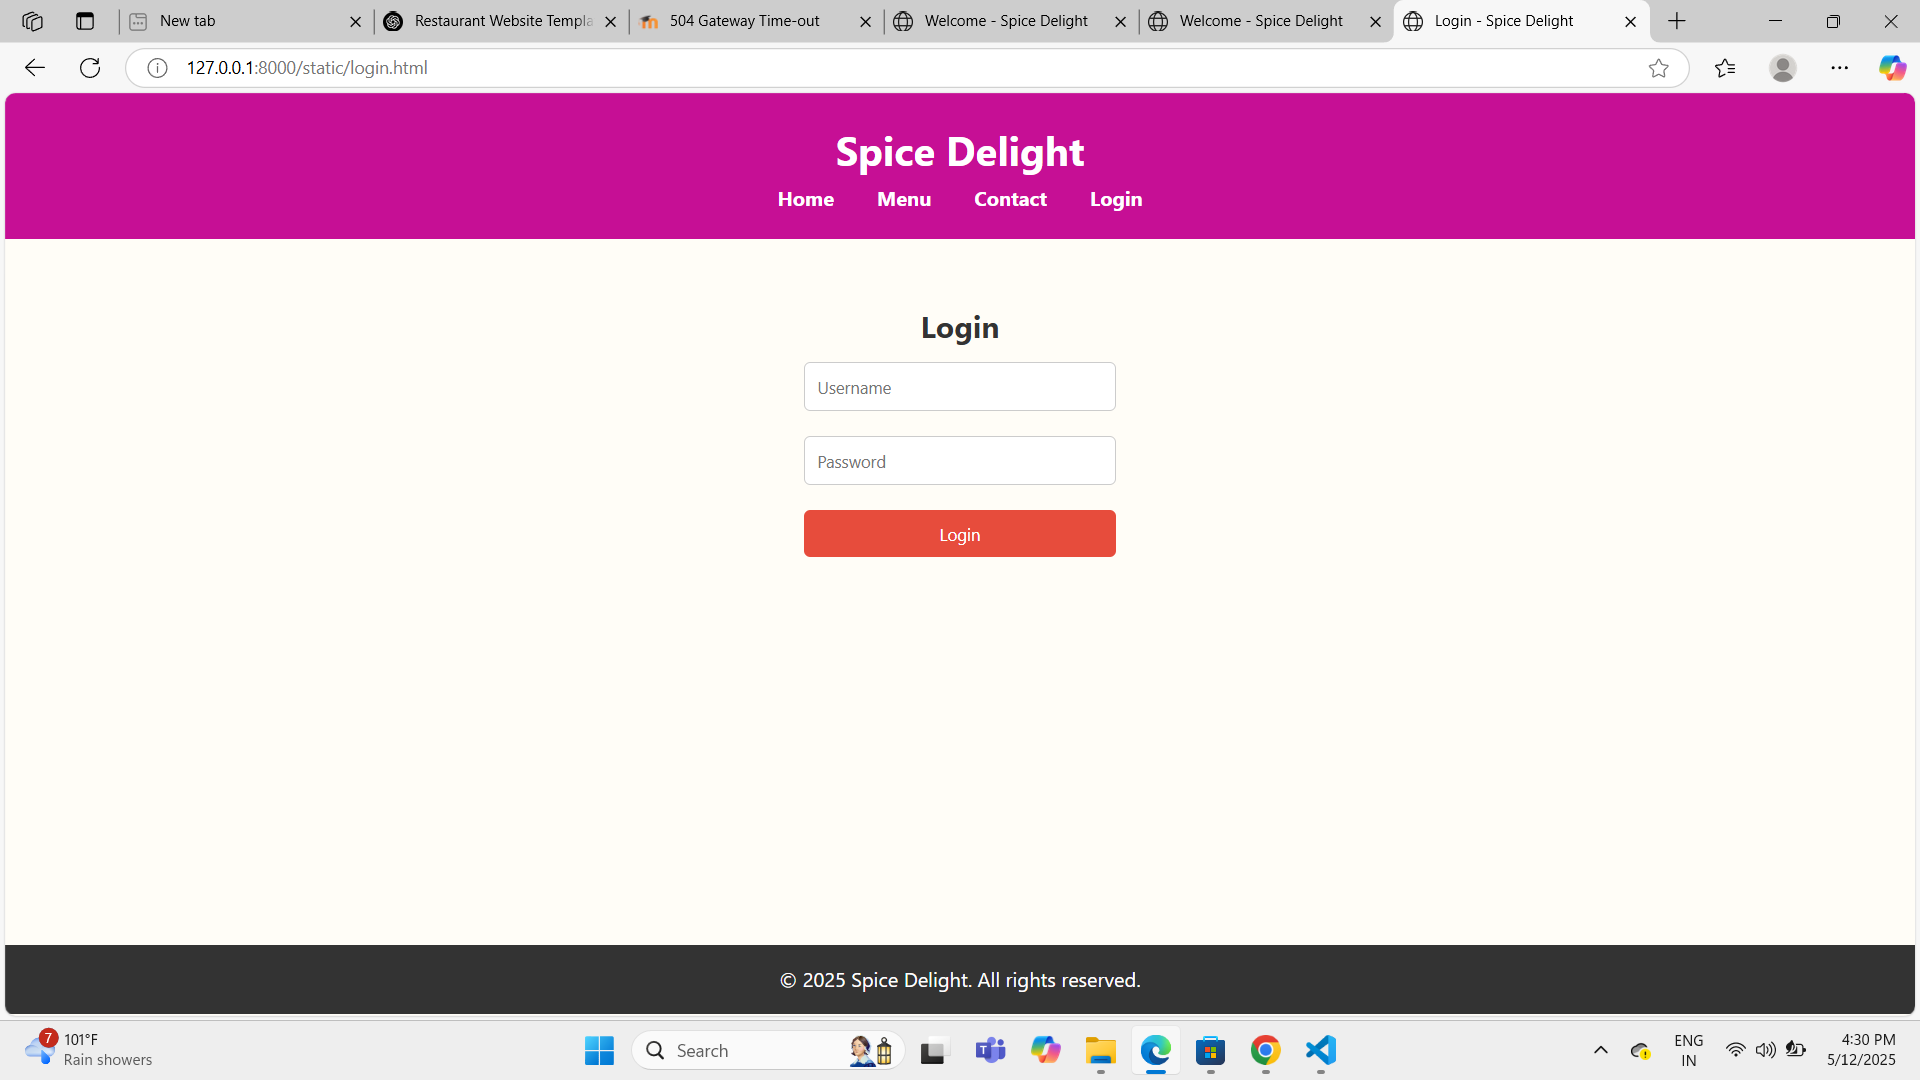 New tab
Restaurant Website Templa
504 Gateway Time-out
Welcome - Spice Delight
Welcome - Spice Delight
Login - Spice Delight
127.0.0.1:8000/static/login.html
Spice Delight
Home Menu Contact Login
Login
Username
Password
Login
© 2025 Spice Delight. All rights reserved.
7
101°F
Rain showers
Search
ENG
IN
4:30 PM
5/12/2025